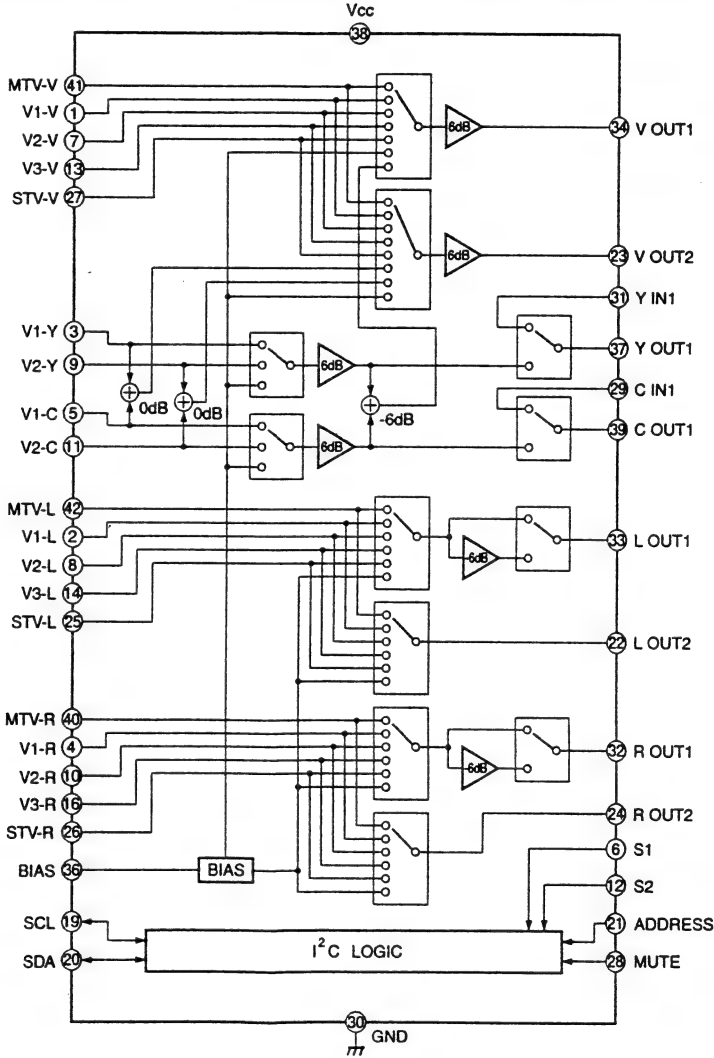 Vcc
38
MTV-V 41
V1-V 1
V2-V 7
V3-V 13
STV-V 27
6dB
34 V OUT1
6dB
23 V OUT2
31 Y IN1
V1-Y 3
V2-Y 9
6dB
37 Y OUT1
29 C IN1
0dB
0dB
-6dB
V1-C 5
V2-C 11
6dB
39 C OUT1
MTV-L 42
V1-L 2
V2-L 8
V3-L 14
STV-L 25
-6dB
33 L OUT1
22 L OUT2
MTV-R 40
V1-R 4
V2-R 10
V3-R 16
STV-R 26
-6dB
32 R OUT1
24 R OUT2
6 S1
BIAS 36
BIAS
12 S2
SCL 19
21 ADDRESS
I²C LOGIC
SDA 20
28 MUTE
30
GND